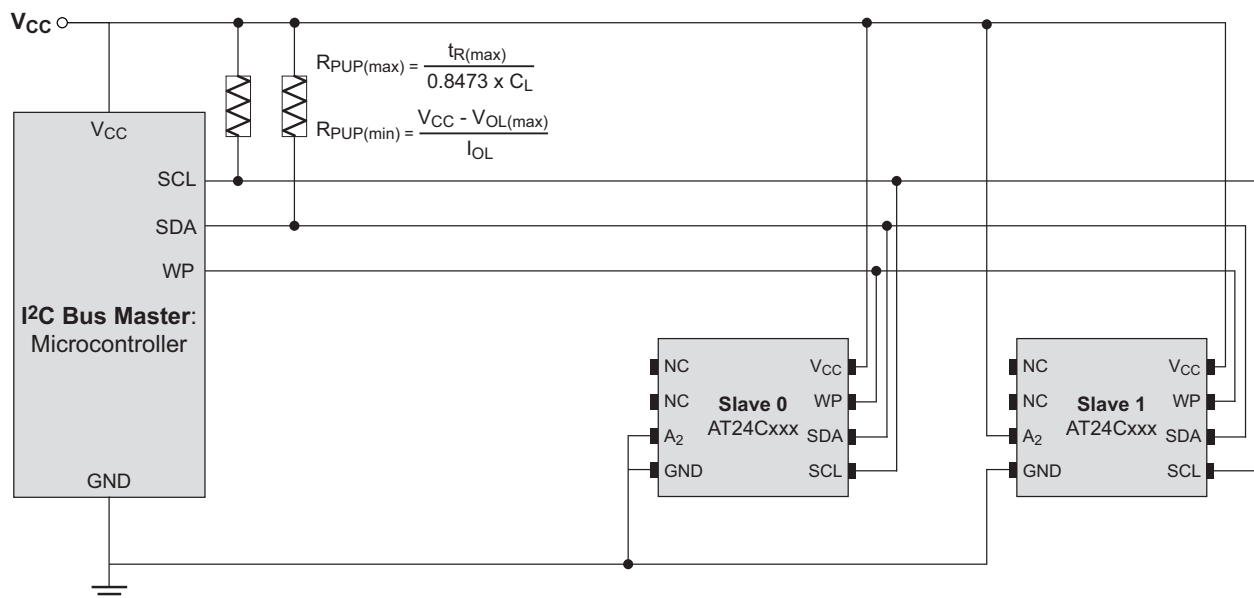 VCC
RPUP(max) = tR(max)
0.8473 x CL
RPUP(min) = VCC - VOL(max)
IOL
VCC
SCL
SDA
WP
I²C Bus Master:
Microcontroller
GND
NC
NC
A2
GND
Slave 0
AT24Cxxx
VCC
WP
SDA
SCL
NC
NC
A2
GND
Slave 1
AT24Cxxx
VCC
WP
SDA
SCL